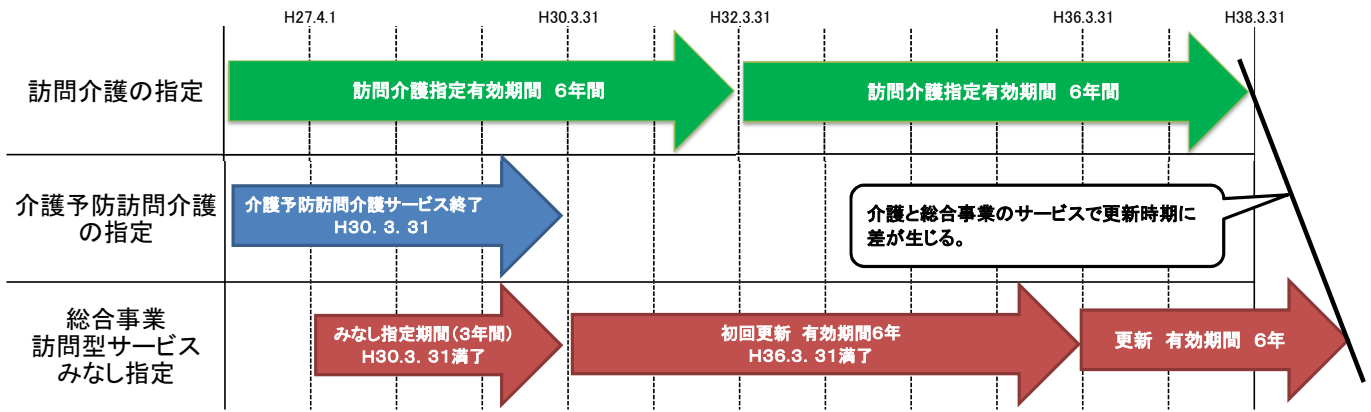 H27.4.1
H30.3.31
H32.3.31
H36.3.31
H38.3.31
訪問介護の指定
訪問介護指定有効期間 6年間
訪問介護指定有効期間 6年間
介護予防訪問介護
の指定
介護予防訪問介護サービス終了
H30. 3. 31
介護と総合事業のサービスで更新時期に
差が生じる。
総合事業
訪問型サービス
みなし指定
みなし指定期間(3年間)
H30.3. 31満了
初回更新 有効期間6年
H36.3. 31満了
更新 有効期間 6年